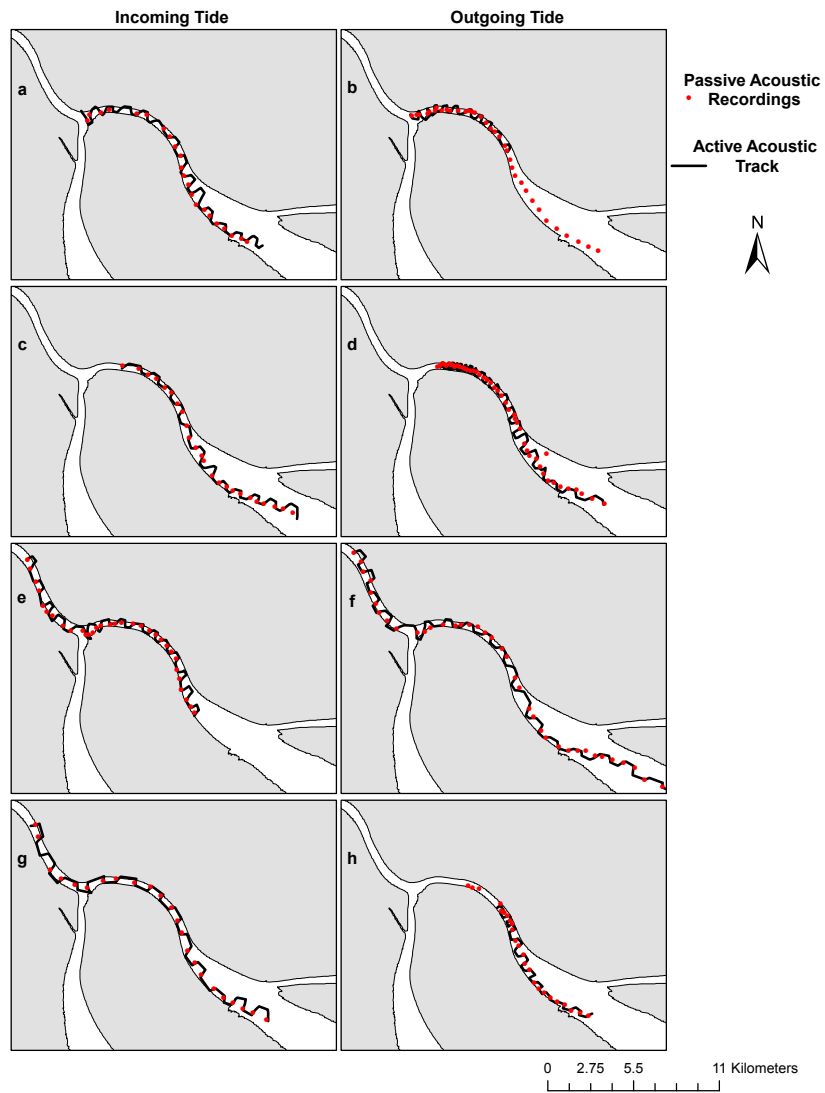 Incoming Tide
Outgoing Tide
a
b
Passive Acoustic
Recordings
Active Acoustic
Track
N
c
d
e
f
g
h
0 2.75 5.5 11 Kilometers